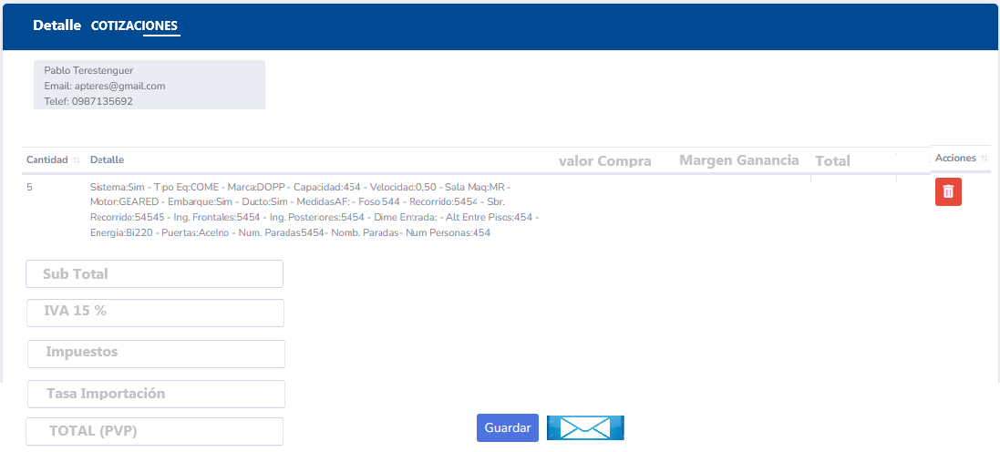 Detalle COTIZACIONES
Pablo Terestenguer
Email: apteres@gmail.com
Telef: 0987135692
Cantidad Detalle valor Compra Margen Ganancia Total Acciones
5 Sistema:Sim - Tipo Eq:COME - Marca:DOPP - Capacidad:454 - Velocidad:0,50 - Sala Maq:MR -
Motor:GEARED - Embarque:Sim - Ducto:Sim - MedidasAF: - Foso:544 - Recorrido:5454 - Sbr.
Recorrido:54545 - Ing. Frontales:5454 - Ing. Posteriores:5454 - Dime Entrada: - Alt Entre Pisos:454 -
Energia:Bi220 - Puertas:AceIno - Num. Paradas5454- Nomb. Paradas- Num Personas:454
Sub Total
IVA 15 %
Impuestos
Tasa Importación
TOTAL (PVP)
Guardar